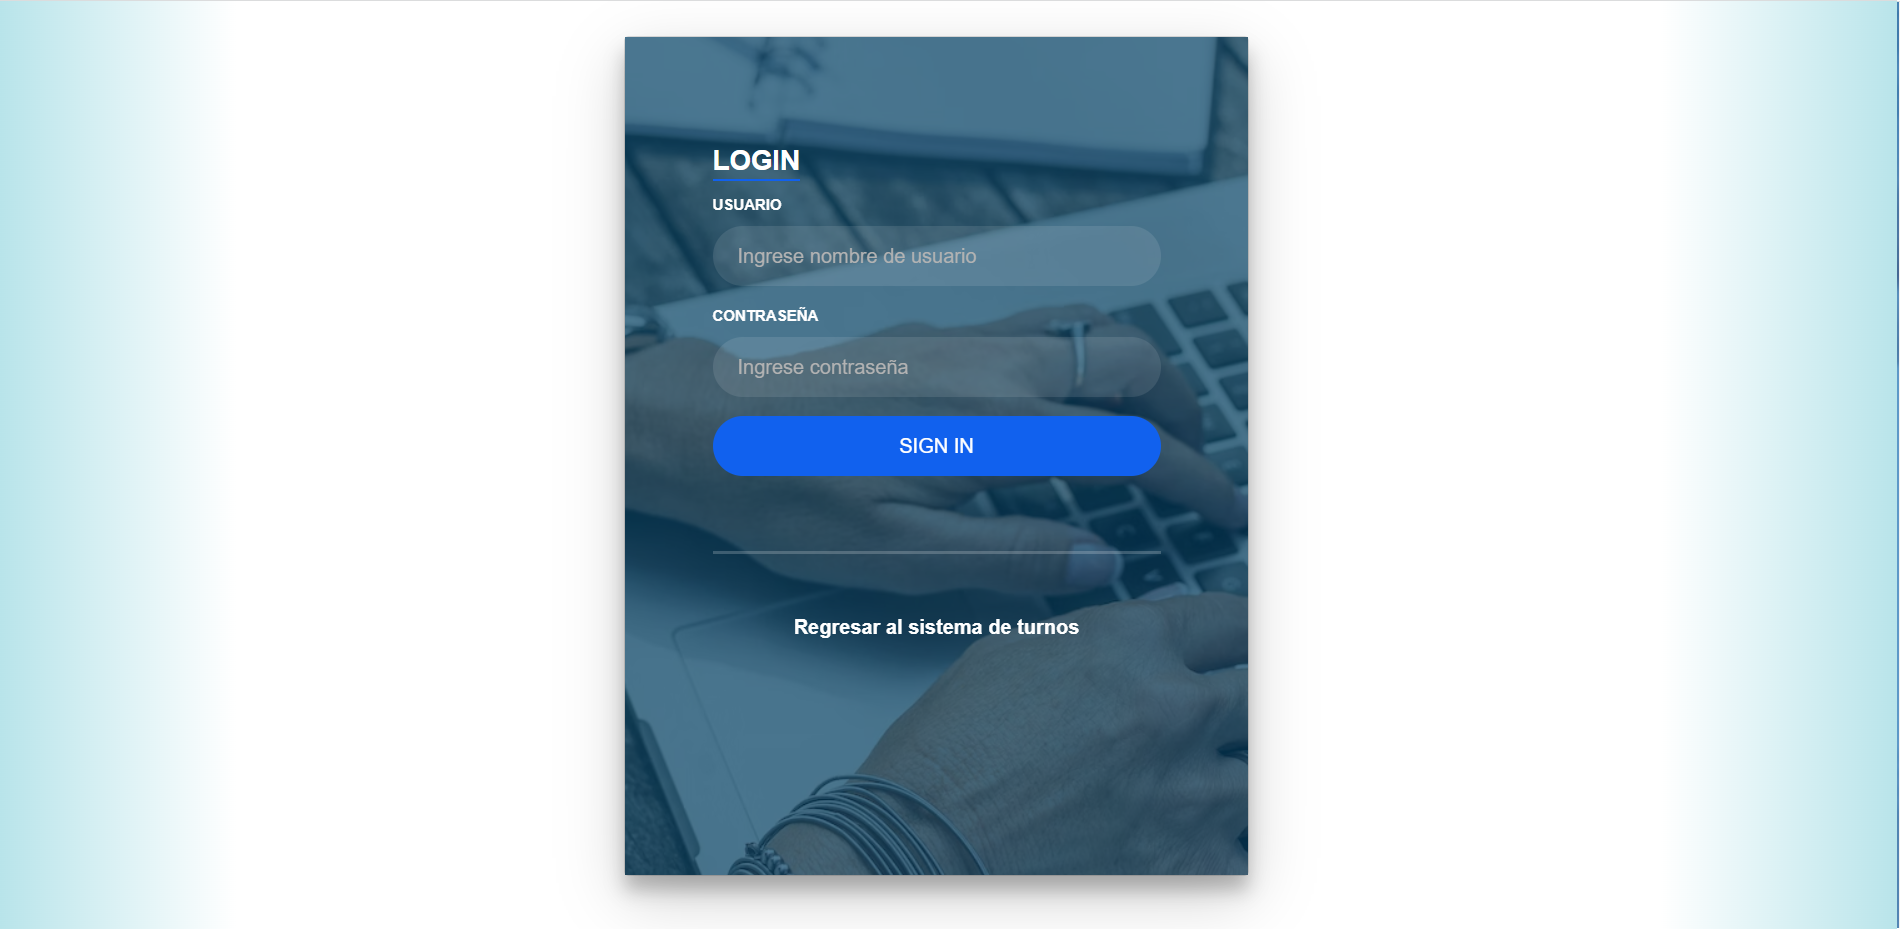 LOGIN
USUARIO
Ingrese nombre de usuario
CONTRASEÑA
Ingrese contraseña
SIGN IN
Regresar al sistema de turnos